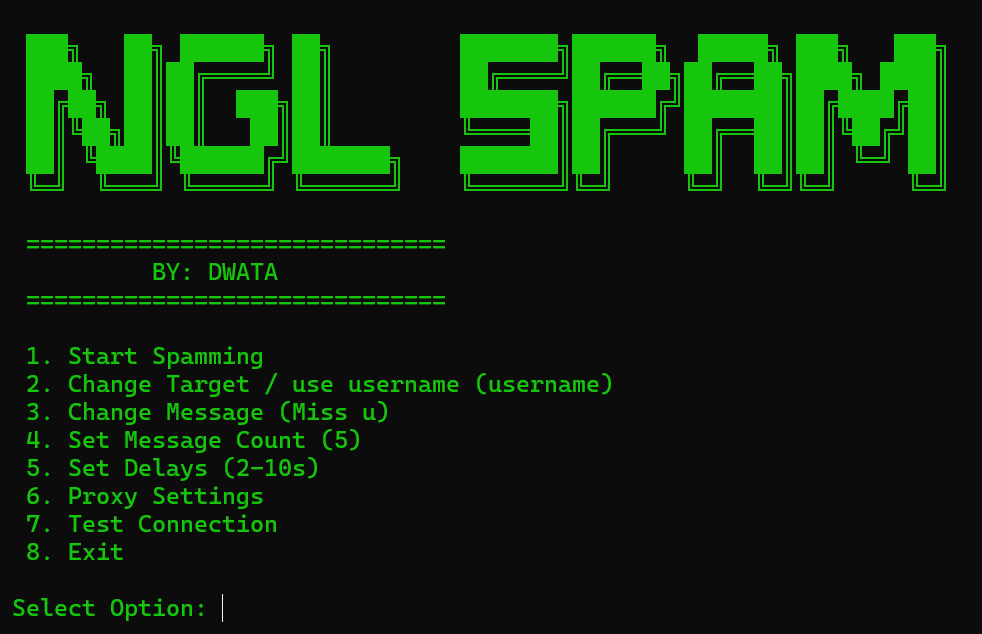 NGL SPAM
==============================
BY: DWATA
==============================
1. Start Spamming
2. Change Target / use username (username)
3. Change Message (Miss u)
4. Set Message Count (5)
5. Set Delays (2-10s)
6. Proxy Settings
7. Test Connection
8. Exit
Select Option: